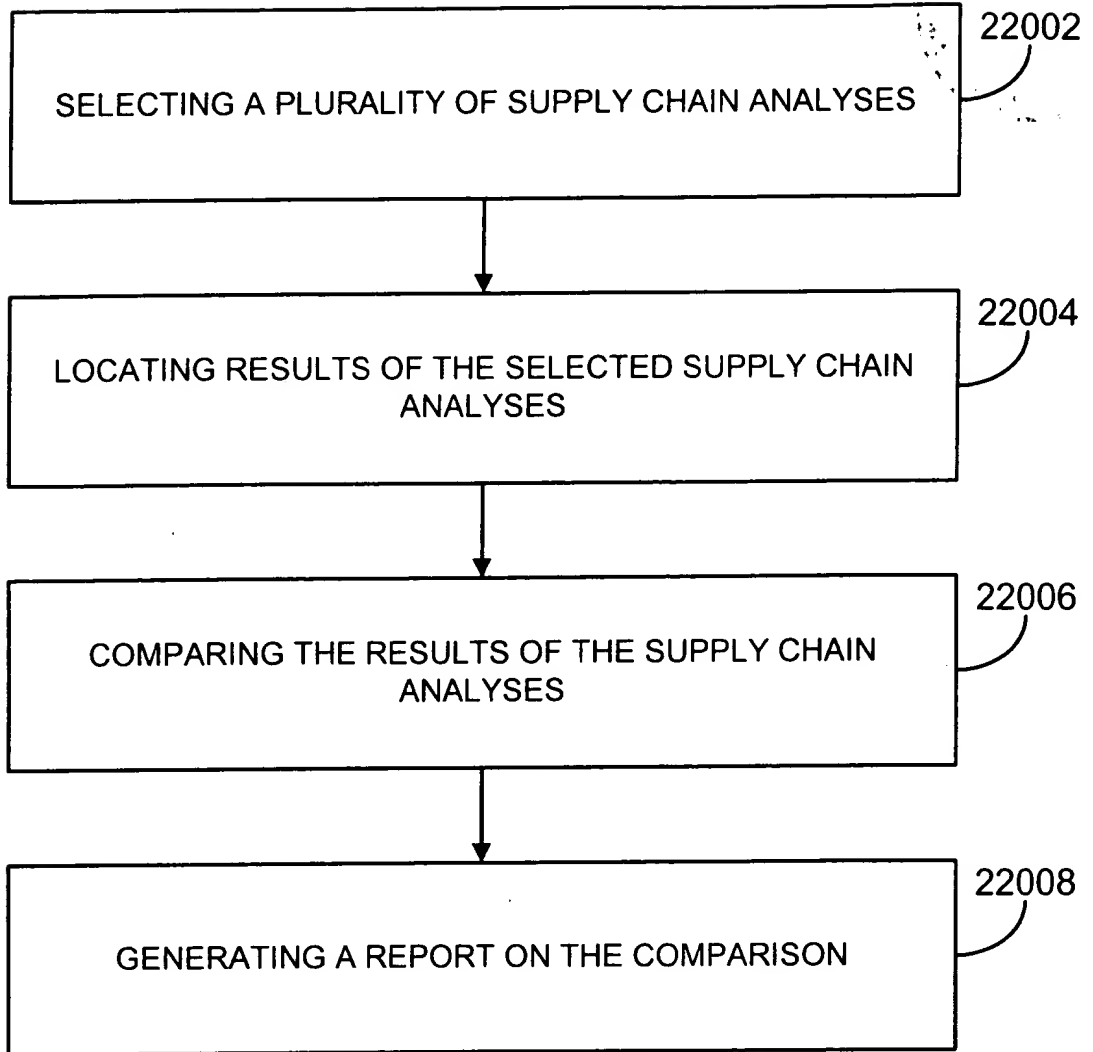 22002
SELECTING A PLURALITY OF SUPPLY CHAIN ANALYSES
22004
LOCATING RESULTS OF THE SELECTED SUPPLY CHAIN
ANALYSES
22006
COMPARING THE RESULTS OF THE SUPPLY CHAIN
ANALYSES
22008
GENERATING A REPORT ON THE COMPARISON